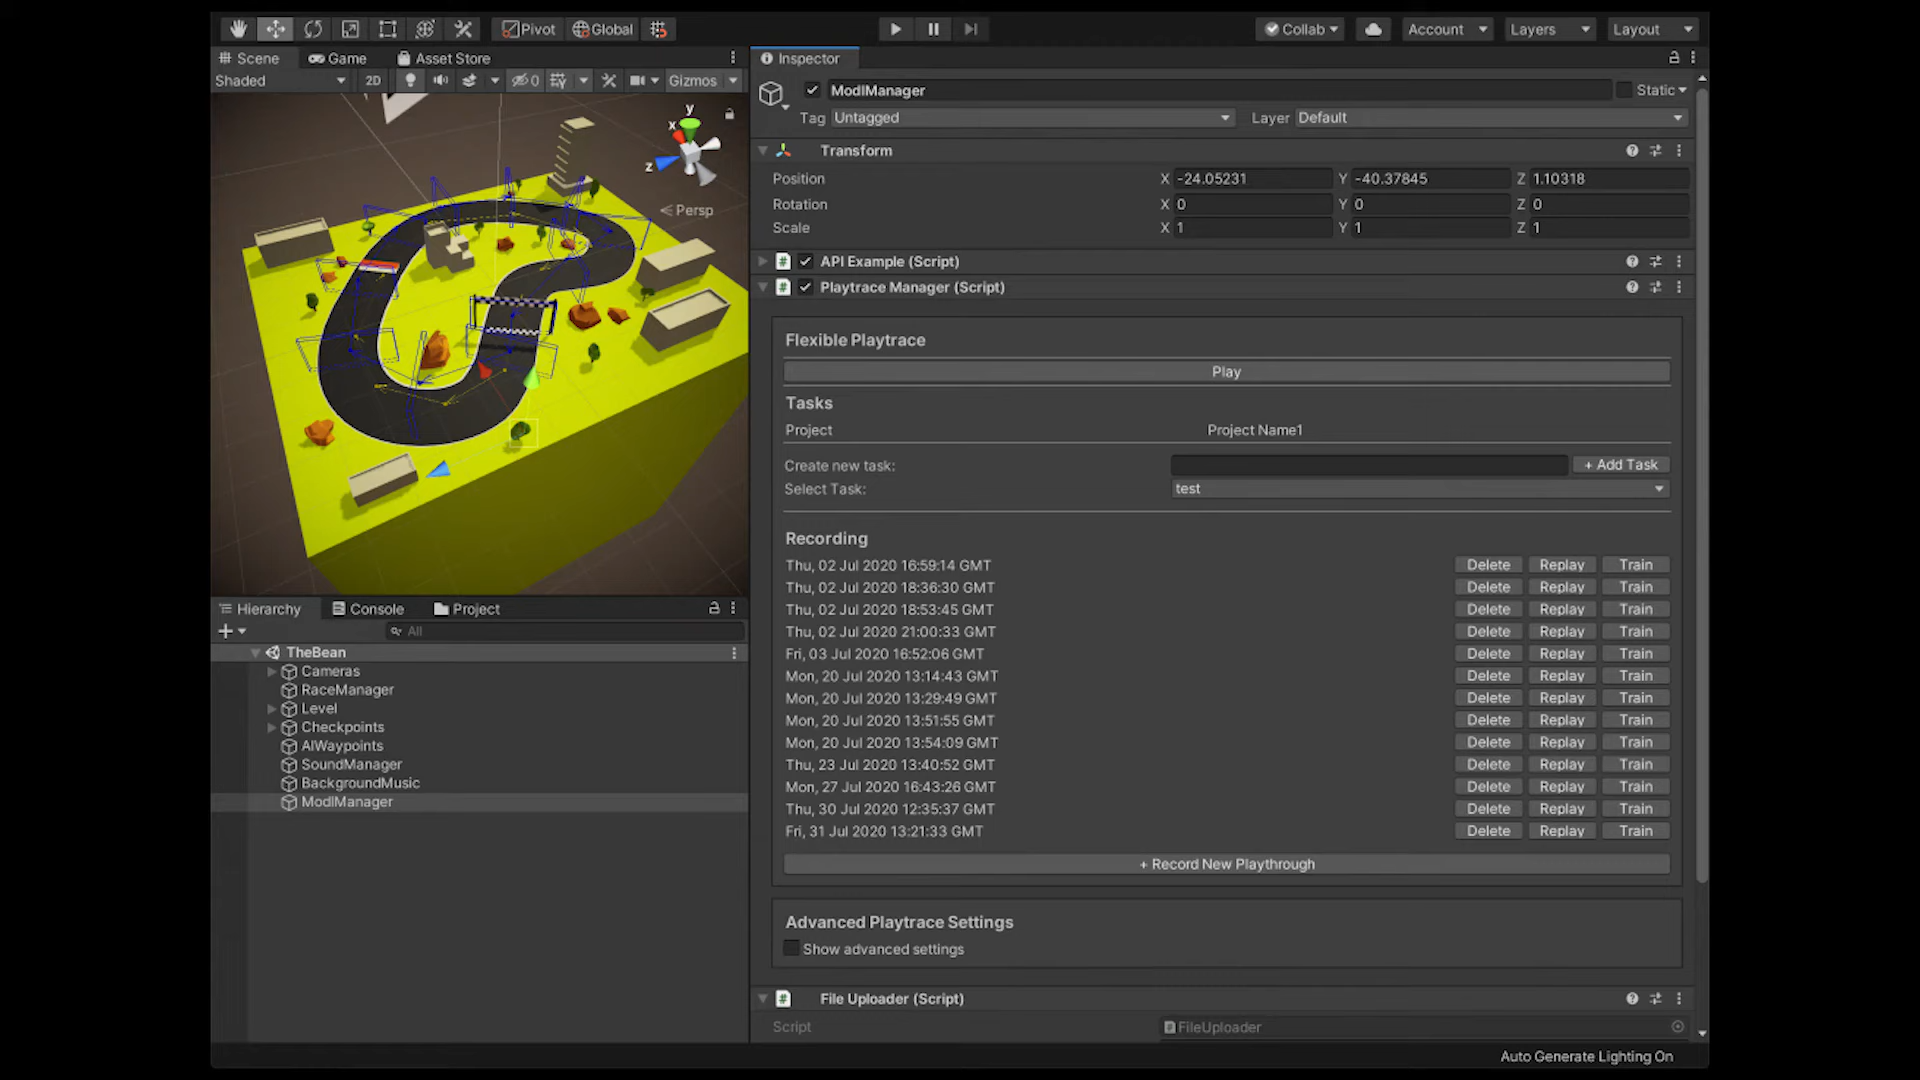 Pivot
Global
Collab
Account
Layers
Layout
Scene
Game
Asset Store
Shaded
2D
0
Gizmos
y
x
z
Persp
Inspector
ModlManager
Static
Tag Untagged
Layer Default
Transform
Position X -24.05231 Y -40.37845 Z 1.10318
Rotation X 0 Y 0 Z 0
Scale X 1 Y 1 Z 1
# API Example (Script)
# Playtrace Manager (Script)
Flexible Playtrace
Play
Tasks
Project Project Name1
Create new task: + Add Task
Select Task: test
Recording
Thu, 02 Jul 2020 16:59:14 GMT Delete Replay Train
Thu, 02 Jul 2020 18:36:30 GMT Delete Replay Train
Thu, 02 Jul 2020 18:53:45 GMT Delete Replay Train
Thu, 02 Jul 2020 21:00:33 GMT Delete Replay Train
Fri, 03 Jul 2020 16:52:06 GMT Delete Replay Train
Mon, 20 Jul 2020 13:14:43 GMT Delete Replay Train
Mon, 20 Jul 2020 13:29:49 GMT Delete Replay Train
Mon, 20 Jul 2020 13:51:55 GMT Delete Replay Train
Mon, 20 Jul 2020 13:54:09 GMT Delete Replay Train
Thu, 23 Jul 2020 13:40:52 GMT Delete Replay Train
Mon, 27 Jul 2020 16:43:26 GMT Delete Replay Train
Thu, 30 Jul 2020 12:35:37 GMT Delete Replay Train
Fri, 31 Jul 2020 13:21:33 GMT Delete Replay Train
+ Record New Playthrough
Advanced Playtrace Settings
Show advanced settings
# File Uploader (Script)
Script FileUploader
Hierarchy
Console
Project
All
TheBean
Cameras
RaceManager
Level
Checkpoints
AIWaypoints
SoundManager
BackgroundMusic
ModlManager
Auto Generate Lighting On